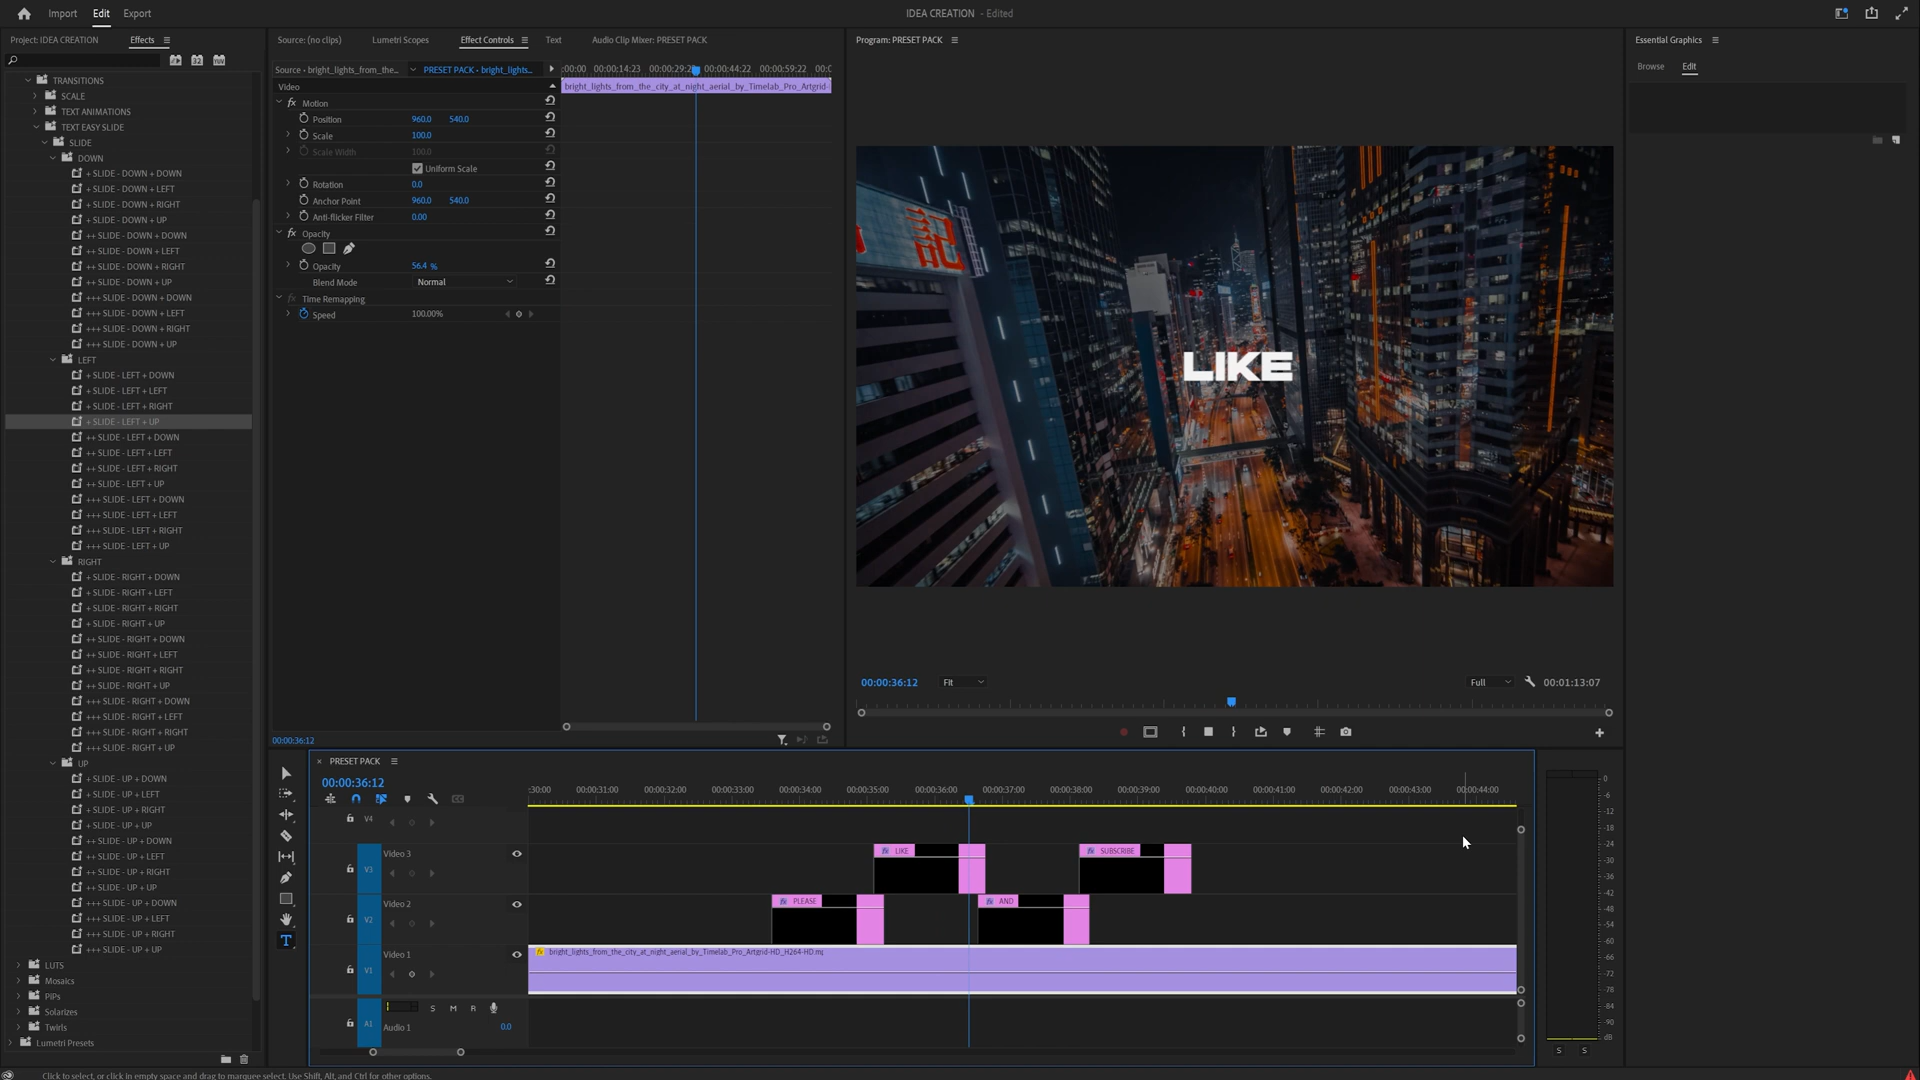 Import
Edit
Export
IDEA CREATION - Edited
Project: IDEA CREATION
Effects
TRANSITIONS
SCALE
TEXT ANIMATIONS
TEXT EASY SLIDE
SLIDE
DOWN
+ SLIDE - DOWN + DOWN
+ SLIDE - DOWN + LEFT
+ SLIDE - DOWN + RIGHT
+ SLIDE - DOWN + UP
++ SLIDE - DOWN + DOWN
++ SLIDE - DOWN + LEFT
++ SLIDE - DOWN + RIGHT
++ SLIDE - DOWN + UP
+++ SLIDE - DOWN + DOWN
+++ SLIDE - DOWN + LEFT
+++ SLIDE - DOWN + RIGHT
+++ SLIDE - DOWN + UP
LEFT
+ SLIDE - LEFT + DOWN
+ SLIDE - LEFT + LEFT
+ SLIDE - LEFT + RIGHT
+ SLIDE - LEFT + UP
++ SLIDE - LEFT + DOWN
++ SLIDE - LEFT + LEFT
++ SLIDE - LEFT + RIGHT
++ SLIDE - LEFT + UP
+++ SLIDE - LEFT + DOWN
+++ SLIDE - LEFT + LEFT
+++ SLIDE - LEFT + RIGHT
+++ SLIDE - LEFT + UP
RIGHT
+ SLIDE - RIGHT + DOWN
+ SLIDE - RIGHT + LEFT
+ SLIDE - RIGHT + RIGHT
+ SLIDE - RIGHT + UP
++ SLIDE - RIGHT + DOWN
++ SLIDE - RIGHT + LEFT
++ SLIDE - RIGHT + RIGHT
++ SLIDE - RIGHT + UP
+++ SLIDE - RIGHT + DOWN
+++ SLIDE - RIGHT + LEFT
+++ SLIDE - RIGHT + RIGHT
+++ SLIDE - RIGHT + UP
UP
+ SLIDE - UP + DOWN
+ SLIDE - UP + LEFT
+ SLIDE - UP + RIGHT
+ SLIDE - UP + UP
++ SLIDE - UP + DOWN
++ SLIDE - UP + LEFT
++ SLIDE - UP + RIGHT
++ SLIDE - UP + UP
+++ SLIDE - UP + DOWN
+++ SLIDE - UP + LEFT
+++ SLIDE - UP + RIGHT
+++ SLIDE - UP + UP
LUTS
Mosaics
PiPs
Solarizes
Twirls
Lumetri Presets
Source: (no clips)
Lumetri Scopes
Effect Controls
Text
Audio Clip Mixer: PRESET PACK
Source • bright_lights_from_the...
PRESET PACK • bright_lights...
:00:00 00:00:14:23 00:00:29:2 00:00:44:22 00:00:59:22 00:0
Video
bright_lights_from_the_city_at_night_aerial_by_Timelab_Pro_Artgrid-
fx Motion
Position 960.0 540.0
Scale 100.0
Scale Width 100.0
Uniform Scale
Rotation 0.0
Anchor Point 960.0 540.0
Anti-flicker Filter 0.00
fx Opacity
Opacity 56.4 %
Blend Mode Normal
fx Time Remapping
Speed 100.00%
00:00:36:12
Program: PRESET PACK
記
LIKE
00:00:36:12
Fit
Full
00:01:13:07
Essential Graphics
Browse
Edit
PRESET PACK
00:00:36:12
:30:00 00:00:31:00 00:00:32:00 00:00:33:00 00:00:34:00 00:00:35:00 00:00:36:00 00:00:37:00 00:00:38:00 00:00:39:00 00:00:40:00 00:00:41:00 00:00:42:00 00:00:43:00 00:00:44:00
V4
Video 3
V3
fx LIKE
fx SUBSCRIBE
Video 2
V2
fx PLEASE
fx AND
Video 1
V1
fx bright_lights_from_the_city_at_night_aerial_by_Timelab_Pro_Artgrid-HD_H264-HD.mp
S M R
A1
Audio 1
0.0
0
-6
-12
-18
-24
-30
-36
-42
-48
-54
-60
-66
-72
-78
-84
-90
dB
S S
Click to select, or click in empty space and drag to marquee select. Use Shift, Alt, and Ctrl for other options.